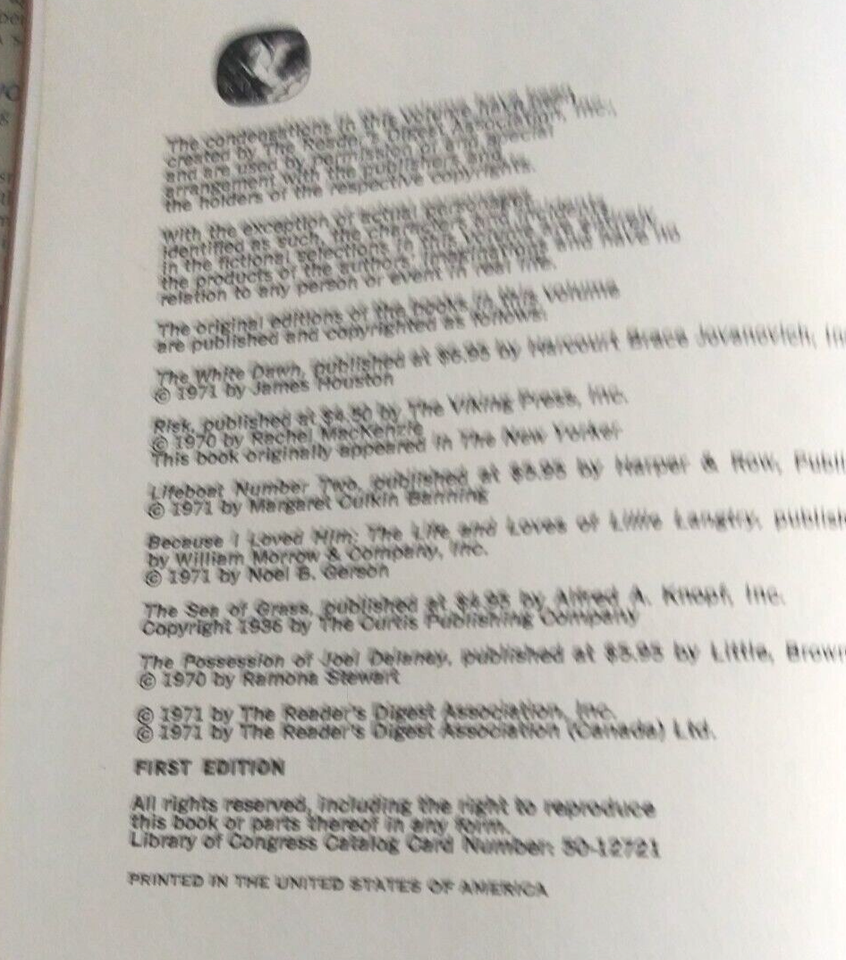 The condensations in this volume have been
created by The Reader's Digest Association, Inc.,
and are used by permission of and special
arrangement with the publishers and
the holders of the respective copyrights.
With the exception of actual personages
identified as such, the characters and incidents
in the fictional selections in this volume are entirely
the products of the authors' imaginations and have no
relation to any person or event in real life.
The original editions of the books in this volume
are published and copyrighted as follows:
The White Dawn, published at $6.95 by Harcourt Brace Jovanovich, Inc
© 1971 by James Houston
Risk, published at $4.50 by The Viking Press, Inc.
© 1970 by Rachel MacKenzie
This book originally appeared in The New Yorker
Lifeboat Number Two, published at by Harper & Row, Publi
© 1971 by Margaret Culkin Banning
Because I Loved Him: The Life and Loves of Lillie Langtry, publish
by William Morrow & Company, Inc.
© 1971 by Noel B. Gerson
The Sea of Grass, published at by Alfred A. Knopf, Inc.
Copyright 1936 by The Curtis Publishing Company
The Possession of Joel Delaney, published at by Little, Brown
© 1970 by Ramona Stewart
© 1971 by The Reader's Digest Association, Inc.
© 1971 by The Reader's Digest Association (Canada) Ltd.
FIRST EDITION
All rights reserved, including the right to reproduce
this book or parts thereof in any form.
Library of Congress Catalog Card Number: 50-12721
PRINTED IN THE UNITED STATES OF AMERICA